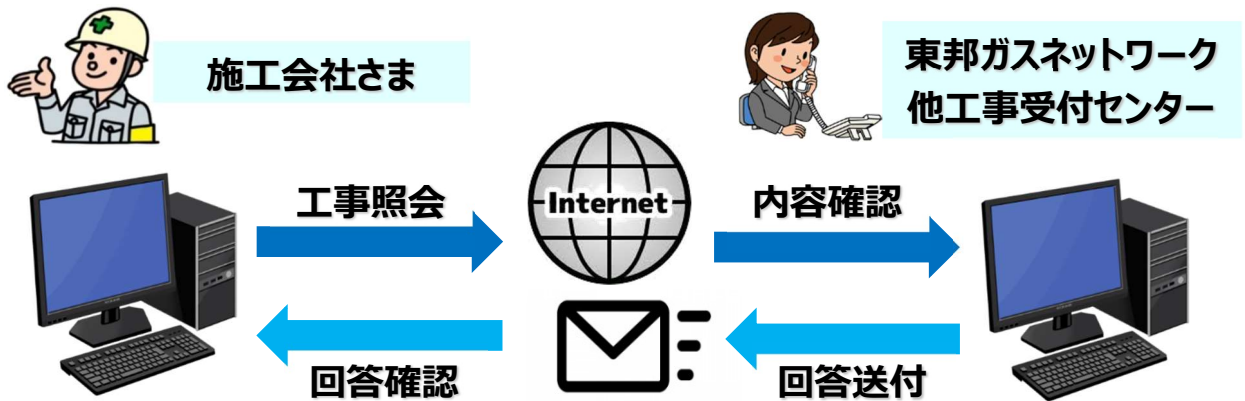 施工会社さま
東邦ガスネットワーク
他工事受付センター
工事照会
Internet
内容確認
回答確認
回答送付